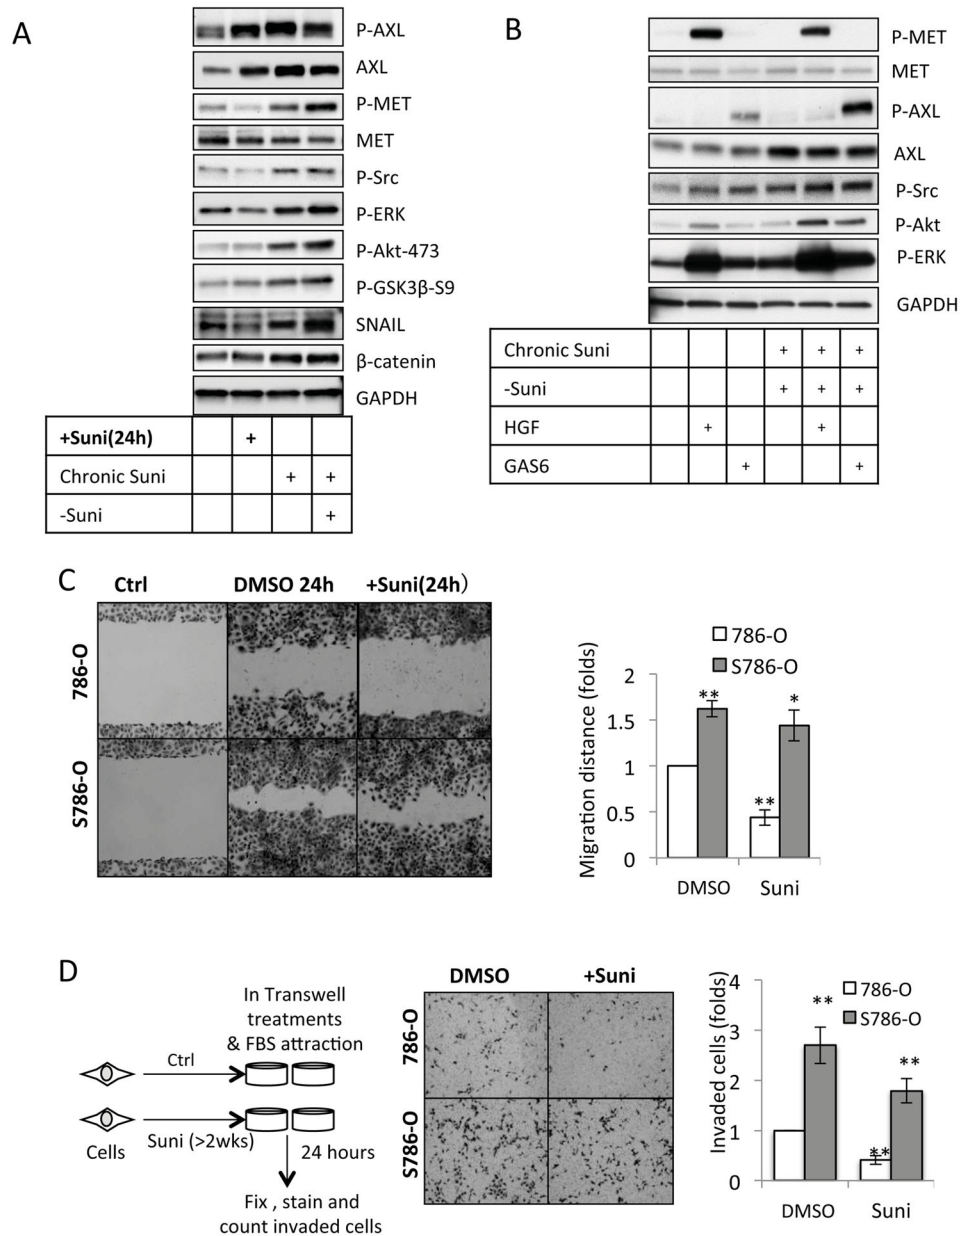 A
P-AXL
AXL
P-MET
MET
P-Src
P-ERK
P-Akt-473
P-GSK3β-S9
SNAIL
β-catenin
GAPDH
+Suni(24h) +
Chronic Suni + +
-Suni +
B
P-MET
MET
P-AXL
AXL
P-Src
P-Akt
P-ERK
GAPDH
Chronic Suni + + +
-Suni + + +
HGF + +
GAS6 + +
C
Ctrl DMSO 24h +Suni(24h)
786-O
S786-O
786-O
S786-O
Migration distance (folds)
2
1.5
1
0.5
0
** *
**
DMSO Suni
D
In Transwell
treatments
& FBS attraction
Ctrl
Suni (>2wks)
Cells
24 hours
Fix , stain and
count invaded cells
DMSO +Suni
786-O
S786-O
786-O
S786-O
Invaded cells (folds)
4
3
2
1
0
**
**
**
DMSO Suni